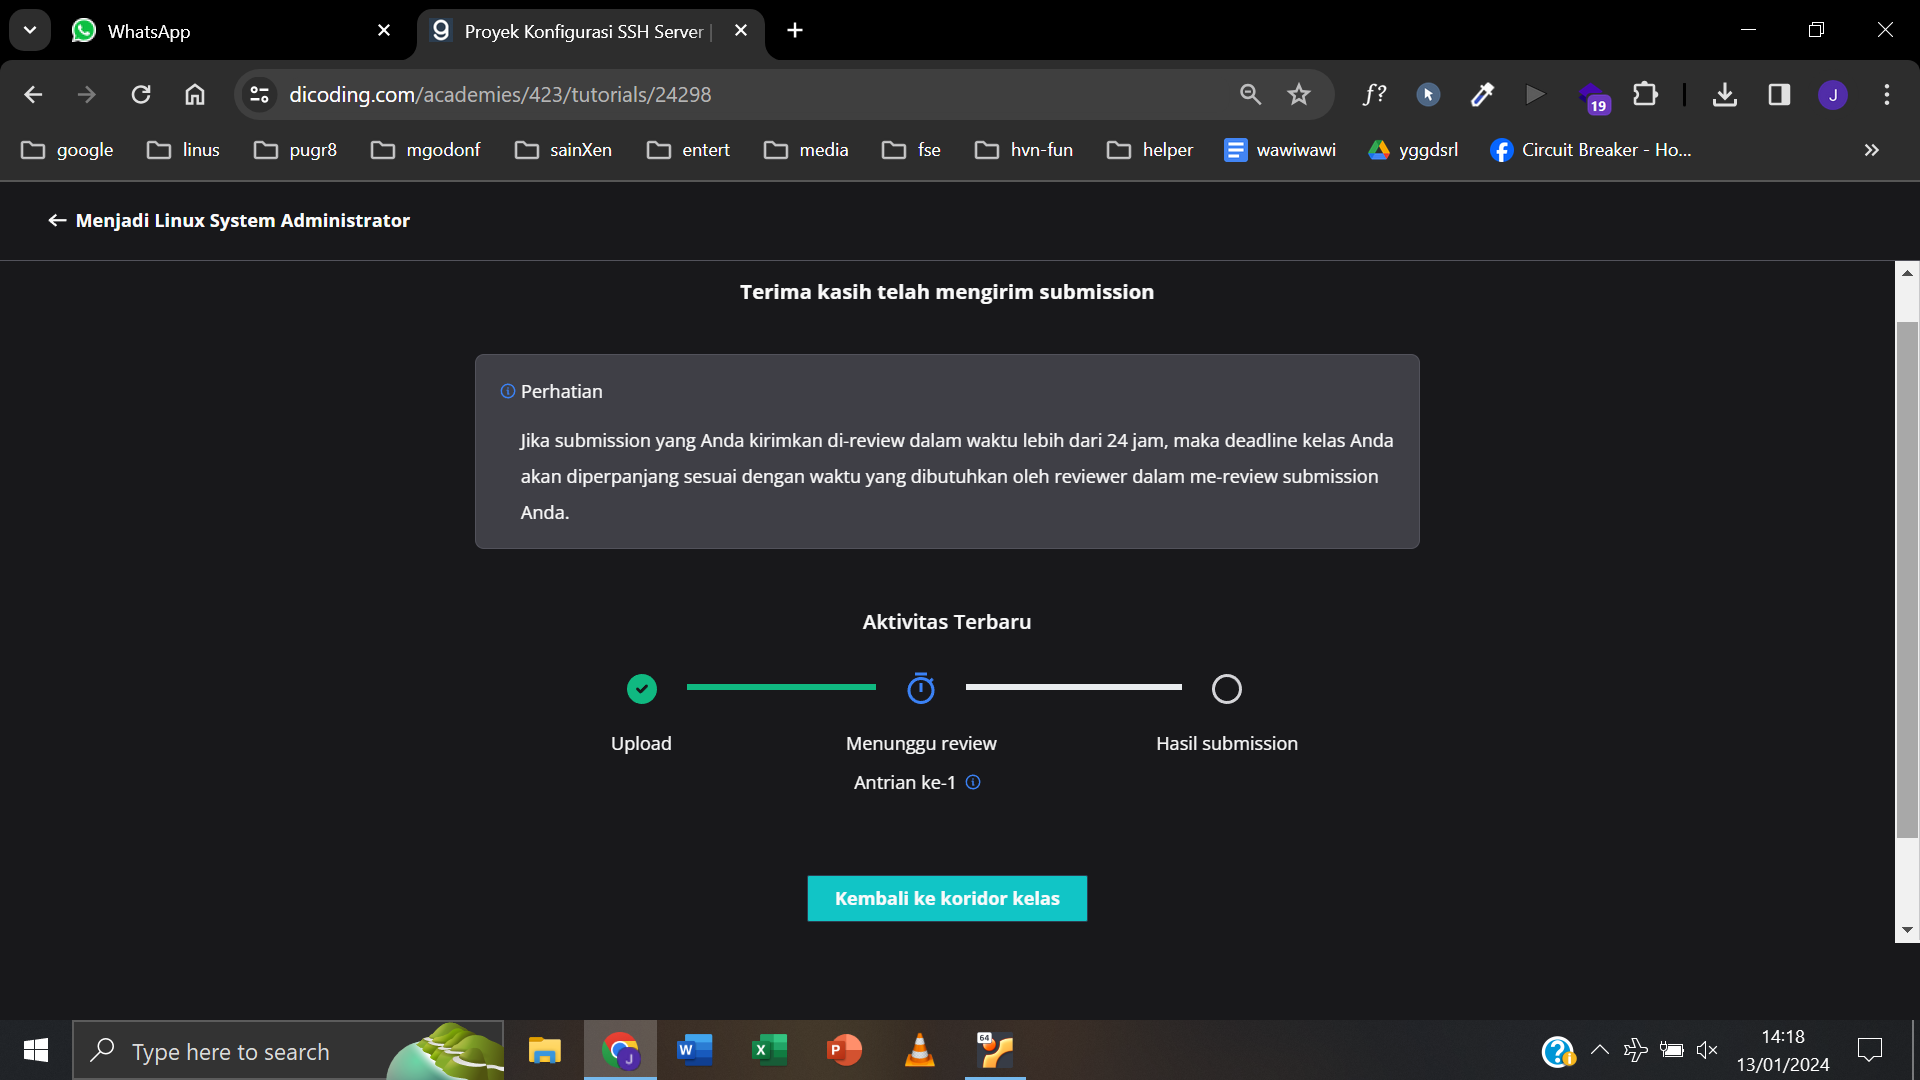 WhatsApp
Proyek Konfigurasi SSH Server |
dicoding.com/academies/423/tutorials/24298
f?
19
J
google
linus
pugr8
mgodonf
sainXen
entert
media
fse
hvn-fun
helper
wawiwawi
yggdsrl
Circuit Breaker - Ho...
Menjadi Linux System Administrator
Terima kasih telah mengirim submission
Perhatian
Jika submission yang Anda kirimkan di-review dalam waktu lebih dari 24 jam, maka deadline kelas Anda
akan diperpanjang sesuai dengan waktu yang dibutuhkan oleh reviewer dalam me-review submission
Anda.
Aktivitas Terbaru
Upload
Menunggu review
Hasil submission
Antrian ke-1
Kembali ke koridor kelas
Type here to search
J
W
X
P
64
14:18
13/01/2024